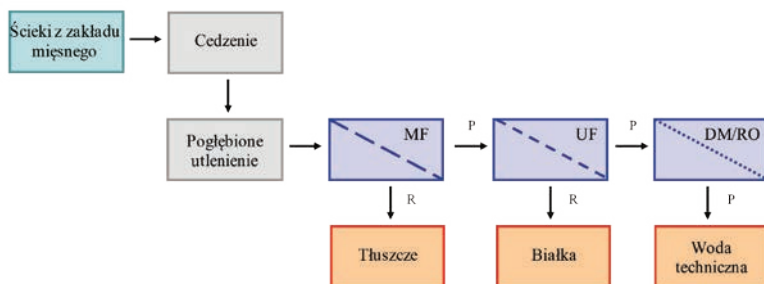 Ścieki z zakładu
mięsnego
Cedzenie
Pogłębione
utlenienie
MF
P
UF
P
DM/RO
R
R
P
Tłuszcze
Białka
Woda
techniczna